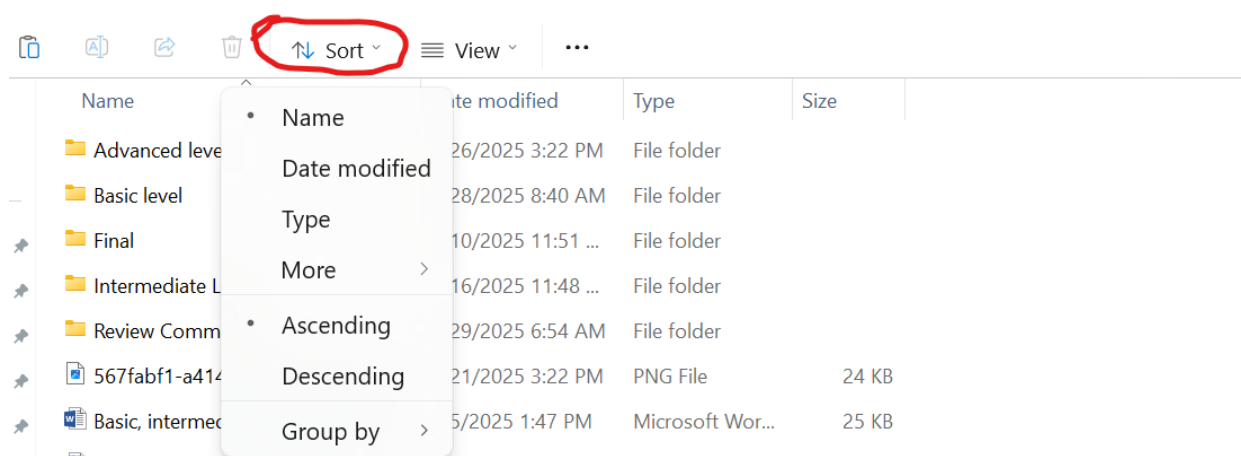 Sort View ...
Name Date modified Type Size
Name
Advanced leve 26/2025 3:22 PM File folder
Date modified
Basic level 28/2025 8:40 AM File folder
Type
Final 10/2025 11:51 ... File folder
More
Intermediate L 16/2025 11:48 ... File folder
Ascending
Review Comm 29/2025 6:54 AM File folder
Descending
567fabf1-a414 21/2025 3:22 PM PNG File 24 KB
Group by
Basic, intermed 5/2025 1:47 PM Microsoft Wor... 25 KB